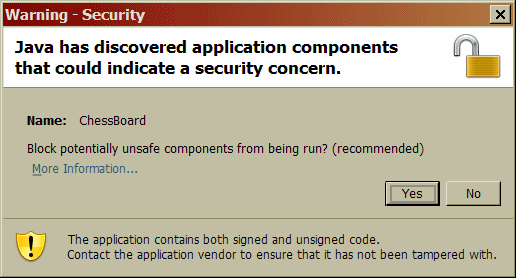 Warning - Security
Java has discovered application components
that could indicate a security concern.
Name: ChessBoard
Block potentially unsafe components from being run? (recommended)
More Information...
Yes No
The application contains both signed and unsigned code.
Contact the application vendor to ensure that it has not been tampered with.